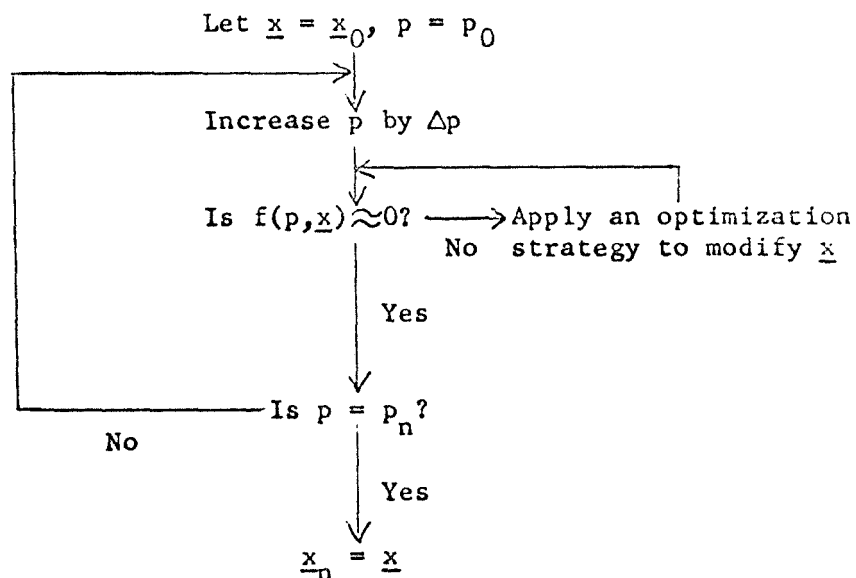 Let x = x₀, p = p₀
Increase p by Δp
Is f(p,x)≈0?
No
Apply an optimization
strategy to modify x
Yes
Is p = pₙ?
No
Yes
xₙ = x